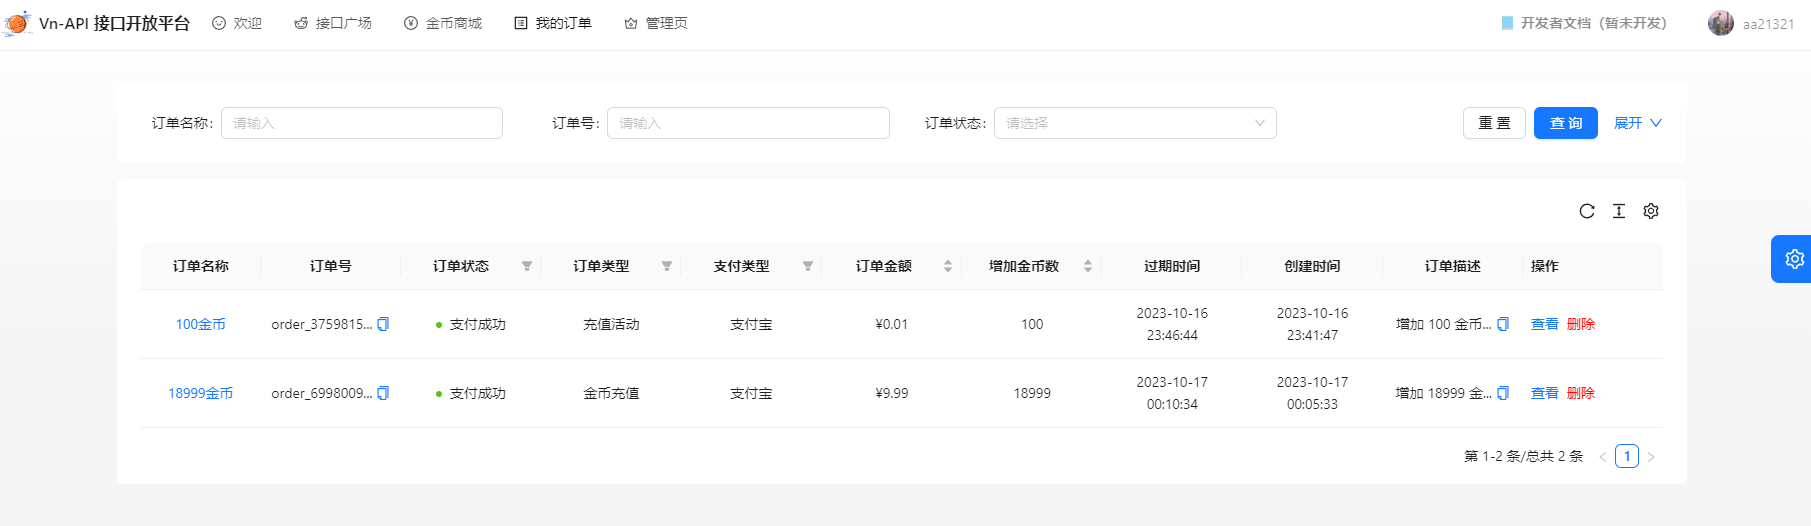 Vn-API 接口开放平台 欢迎 接口广场 金币商城 我的订单 管理页 开发者文档（暂未开发） aa21321
订单名称: 请输入 订单号: 请输入 订单状态: 请选择 重 置 查 询 展开
订单名称 订单号 订单状态 订单类型 支付类型 订单金额 增加金币数 过期时间 创建时间 订单描述 操作
100金币 order_3759815... 支付成功 充值活动 支付宝 ¥0.01 100 2023-10-16 23:46:44 2023-10-16 23:41:47 增加 100 金币... 查看 删除
18999金币 order_6998009... 支付成功 金币充值 支付宝 ¥9.99 18999 2023-10-17 00:10:34 2023-10-17 00:05:33 增加 18999 金... 查看 删除
第 1-2 条/总共 2 条 1